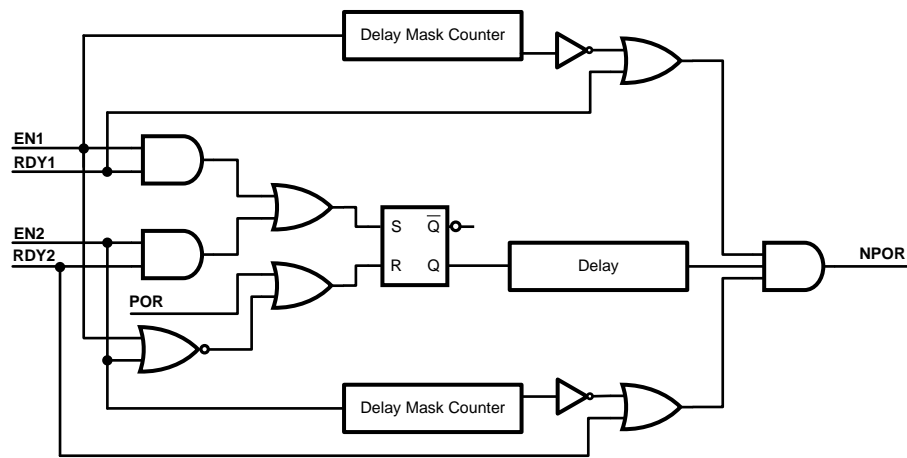 Delay Mask Counter
EN1
RDY1
EN2
RDY2
S Q
R Q
Delay
NPOR
POR
Delay Mask Counter